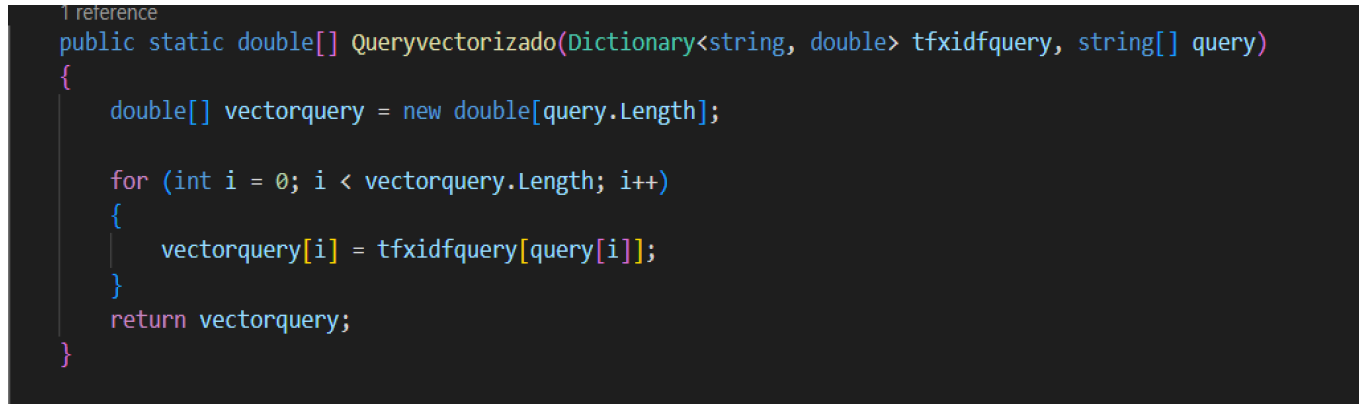 1 reference
public static double[] Queryvectorizado(Dictionary<string, double> tfxidfquery, string[] query)
{
double[] vectorquery = new double[query.Length];
for (int i = 0; i < vectorquery.Length; i++)
{
vectorquery[i] = tfxidfquery[query[i]];
}
return vectorquery;
}